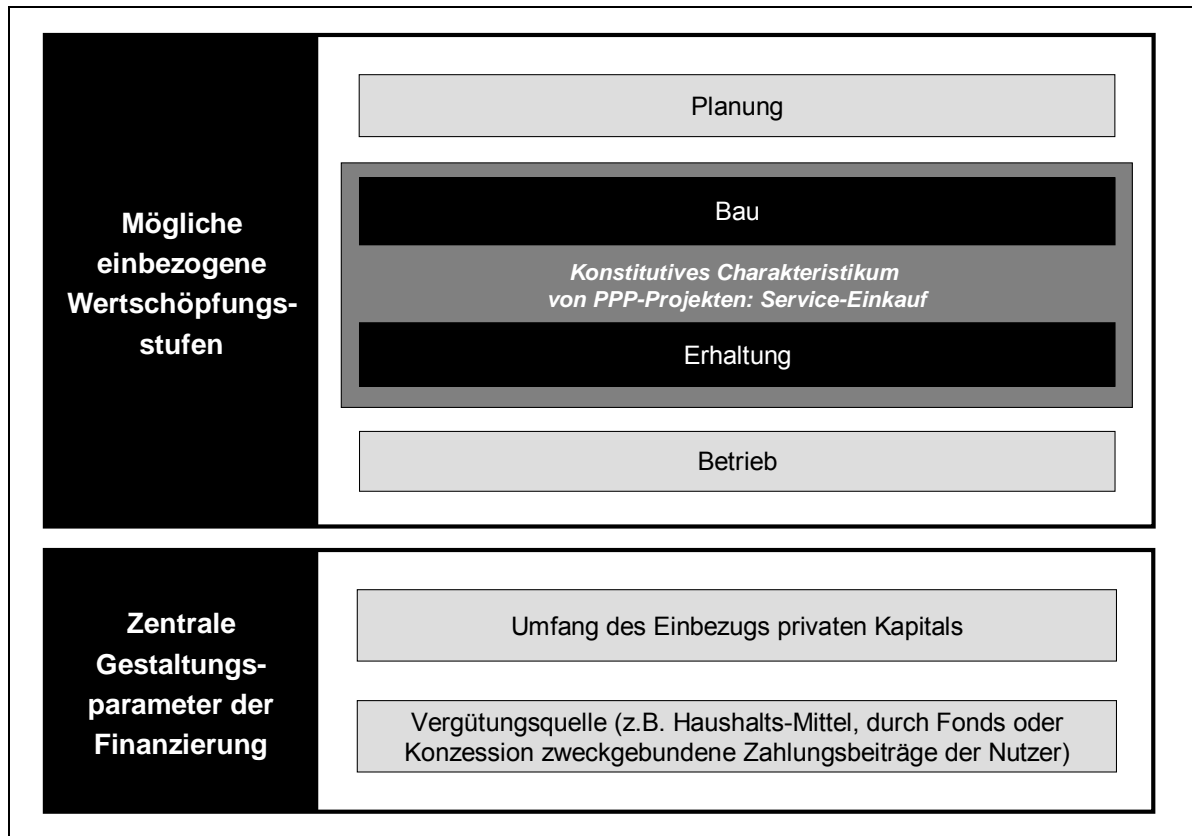 Mögliche
einbezogene
Wertschöpfungs-
stufen
Planung
Bau
Konstitutives Charakteristikum
von PPP-Projekten: Service-Einkauf
Erhaltung
Betrieb
Zentrale
Gestaltungs-
parameter der
Finanzierung
Umfang des Einbezugs privaten Kapitals
Vergütungsquelle (z.B. Haushalts-Mittel, durch Fonds oder
Konzession zweckgebundene Zahlungsbeiträge der Nutzer)